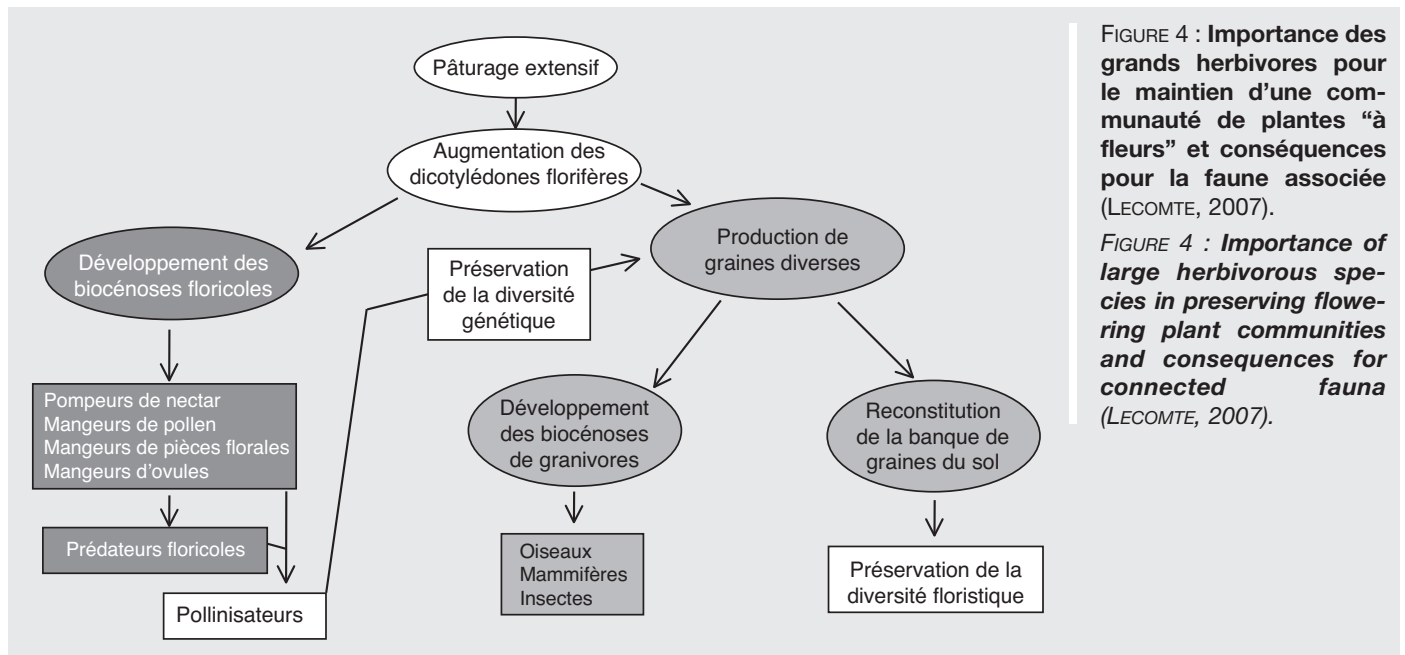 Pâturage extensif
Augmentation des
dicotylédones florifères
Développement des
biocénoses floricoles
Préservation
de la diversité
génétique
Production de
graines diverses
Pompeurs de nectar
Mangeurs de pollen
Mangeurs de pièces florales
Mangeurs d'ovules
Développement
des biocénoses
de granivores
Reconstitution
de la banque de
graines du sol
Prédateurs floricoles
Oiseaux
Mammifères
Insectes
Préservation de la
diversité floristique
Pollinisateurs
FIGURE 4 : Importance des
grands herbivores pour
le maintien d'une com-
munauté de plantes “à
fleurs” et conséquences
pour la faune associée
(LECOMTE, 2007).
FIGURE 4 : Importance of
large herbivorous spe-
cies in preserving flowe-
ring plant communities
and consequences for
connected fauna
(LECOMTE, 2007).